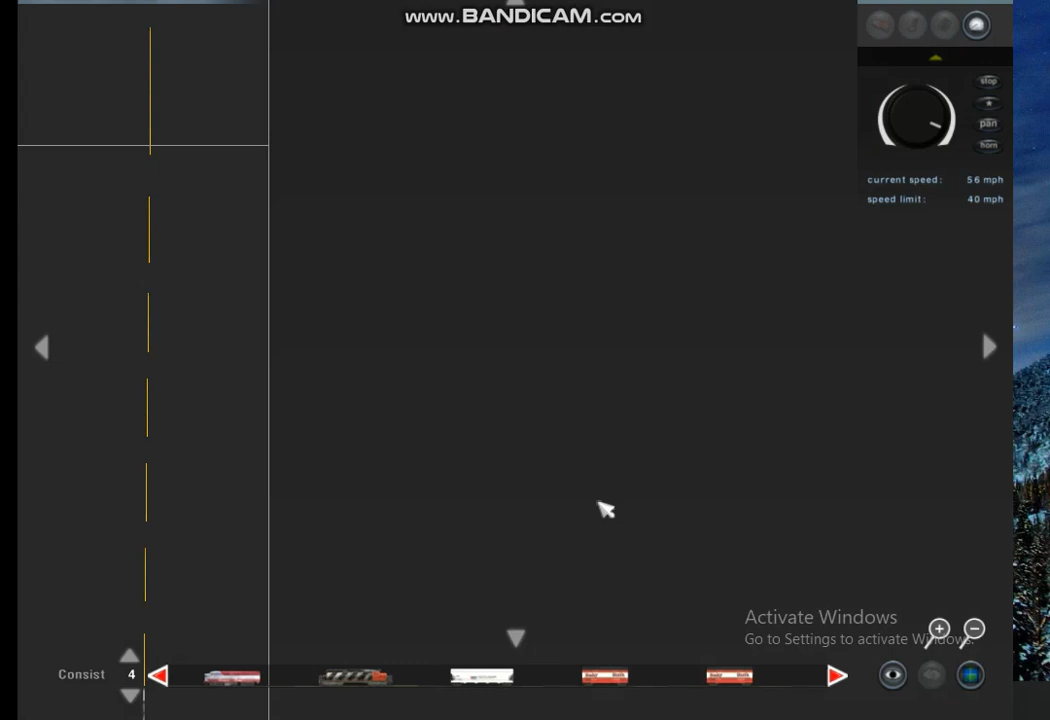 www.BANDICAM.com
stop
pan
horn
current speed: 56 mph
speed limit: 40 mph
Activate Windows
Go to Settings to activate Windows.
Consist 4